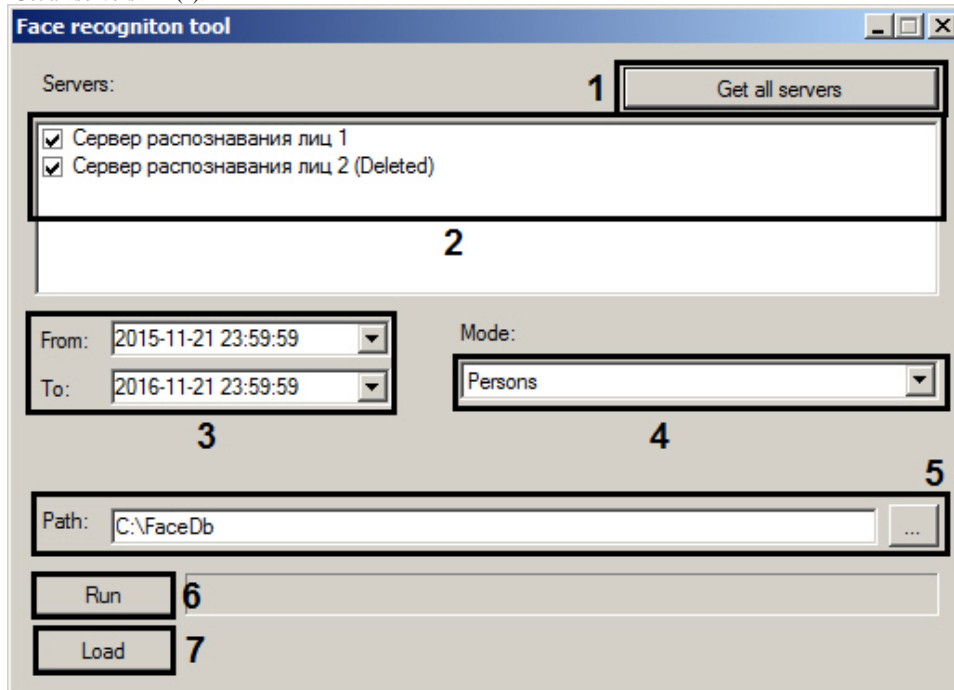 Face recogniton tool
Servers:
1
Get all servers
Сервер распознавания лиц 1
Сервер распознавания лиц 2 (Deleted)
2
From: 2015-11-21 23:59:59
Mode:
To: 2016-11-21 23:59:59
Persons
3
4
5
Path: C:\FaceDb
...
Run
6
Load
7